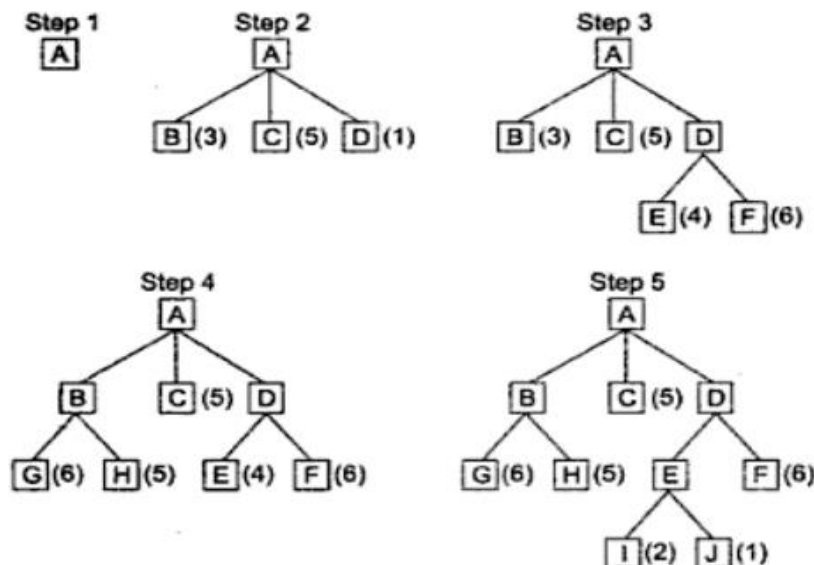 Step 1
A
Step 2
A
B (3) C (5) D (1)
Step 3
A
B (3) C (5) D
E (4) F (6)
Step 4
A
B C (5) D
G (6) H (5) E (4) F (6)
Step 5
A
B C (5) D
G (6) H (5) E F (6)
I (2) J (1)